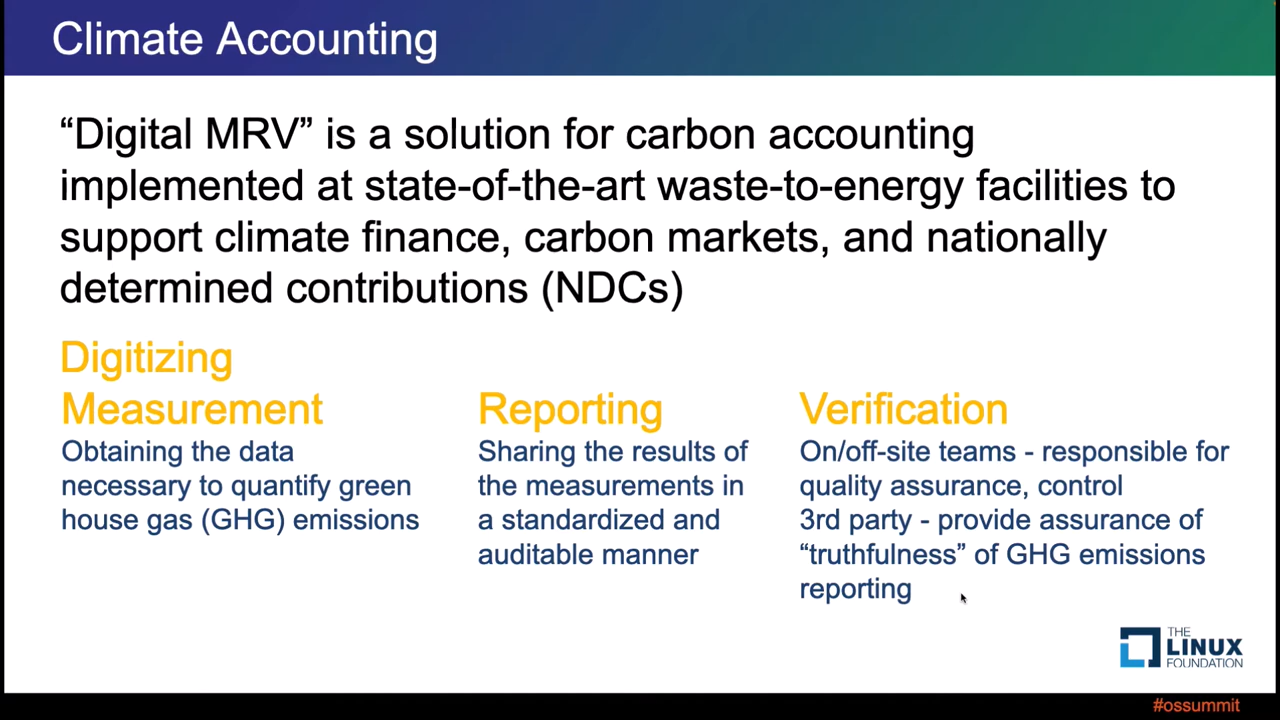 Climate Accounting
“Digital MRV” is a solution for carbon accounting
implemented at state-of-the-art waste-to-energy facilities to
support climate finance, carbon markets, and nationally
determined contributions (NDCs)
Digitizing
Measurement
Obtaining the data
necessary to quantify green
house gas (GHG) emissions
Reporting
Sharing the results of
the measurements in
a standardized and
auditable manner
Verification
On/off-site teams - responsible for
quality assurance, control
3rd party - provide assurance of
“truthfulness” of GHG emissions
reporting
THE
LINUX
FOUNDATION
#ossummit